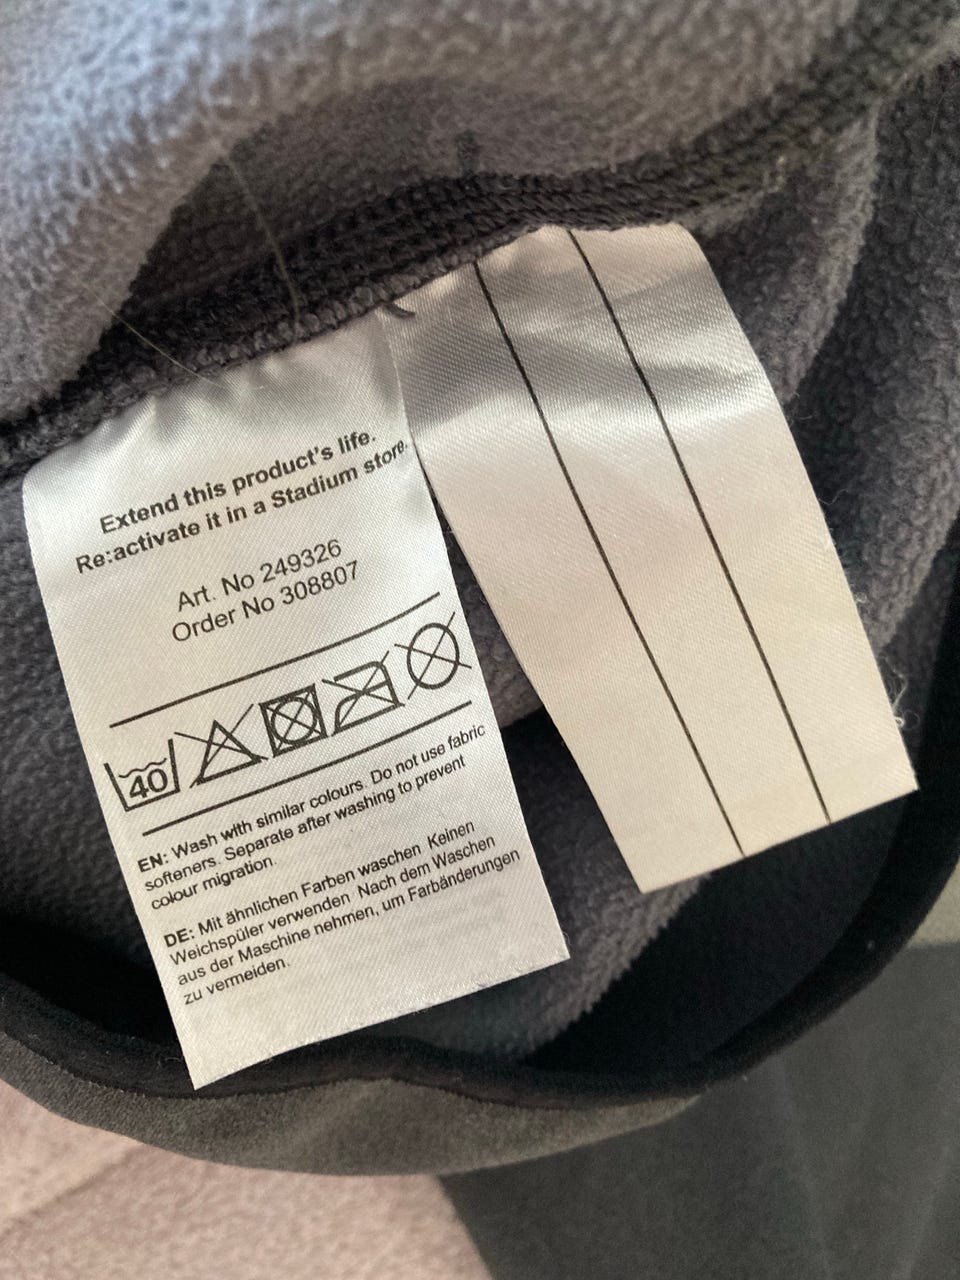 Extend this product's life.
Re:activate it in a Stadium store.
Art. No 249326
Order No 308807
40
EN: Wash with similar colours. Do not use fabric
softeners. Separate after washing to prevent
colour migration.
DE: Mit ähnlichen Farben waschen Keinen
Weichspüler verwenden Nach dem Waschen
aus der Maschine nehmen, um Farbänderungen
zu vermeiden.